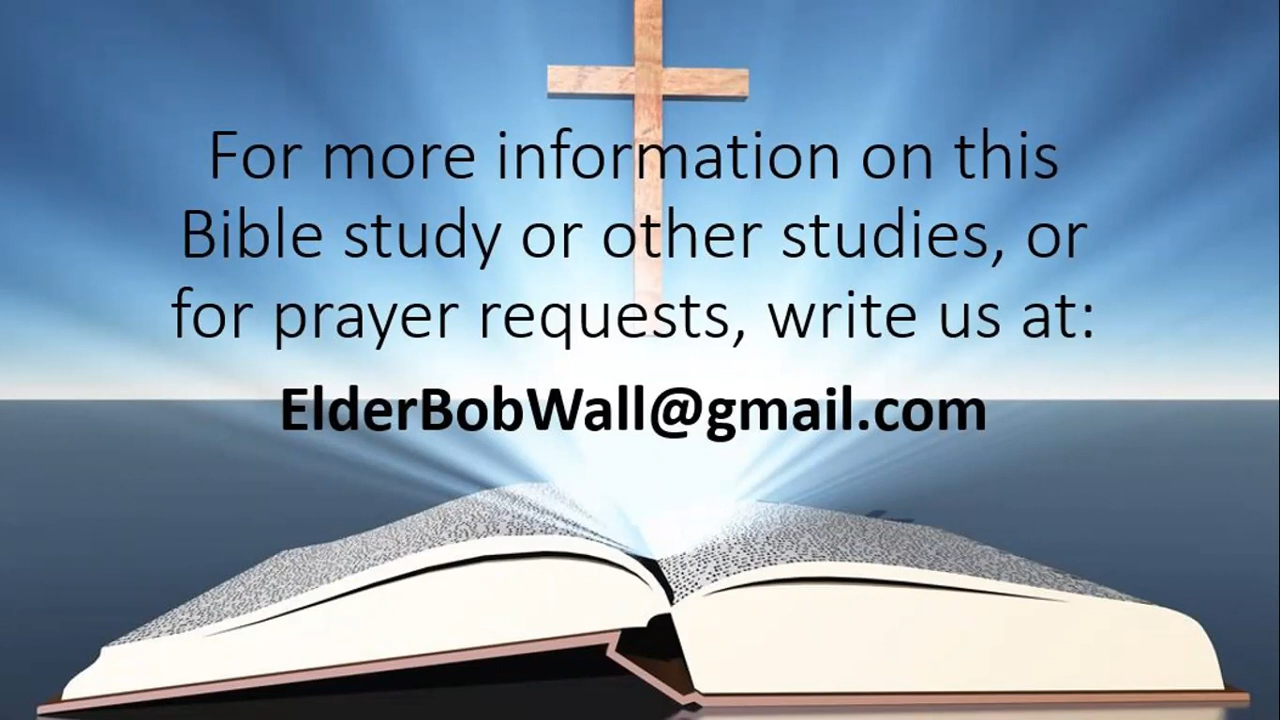 For more information on this
Bible study or other studies, or
for prayer requests, write us at:
ElderBobWall@gmail.com